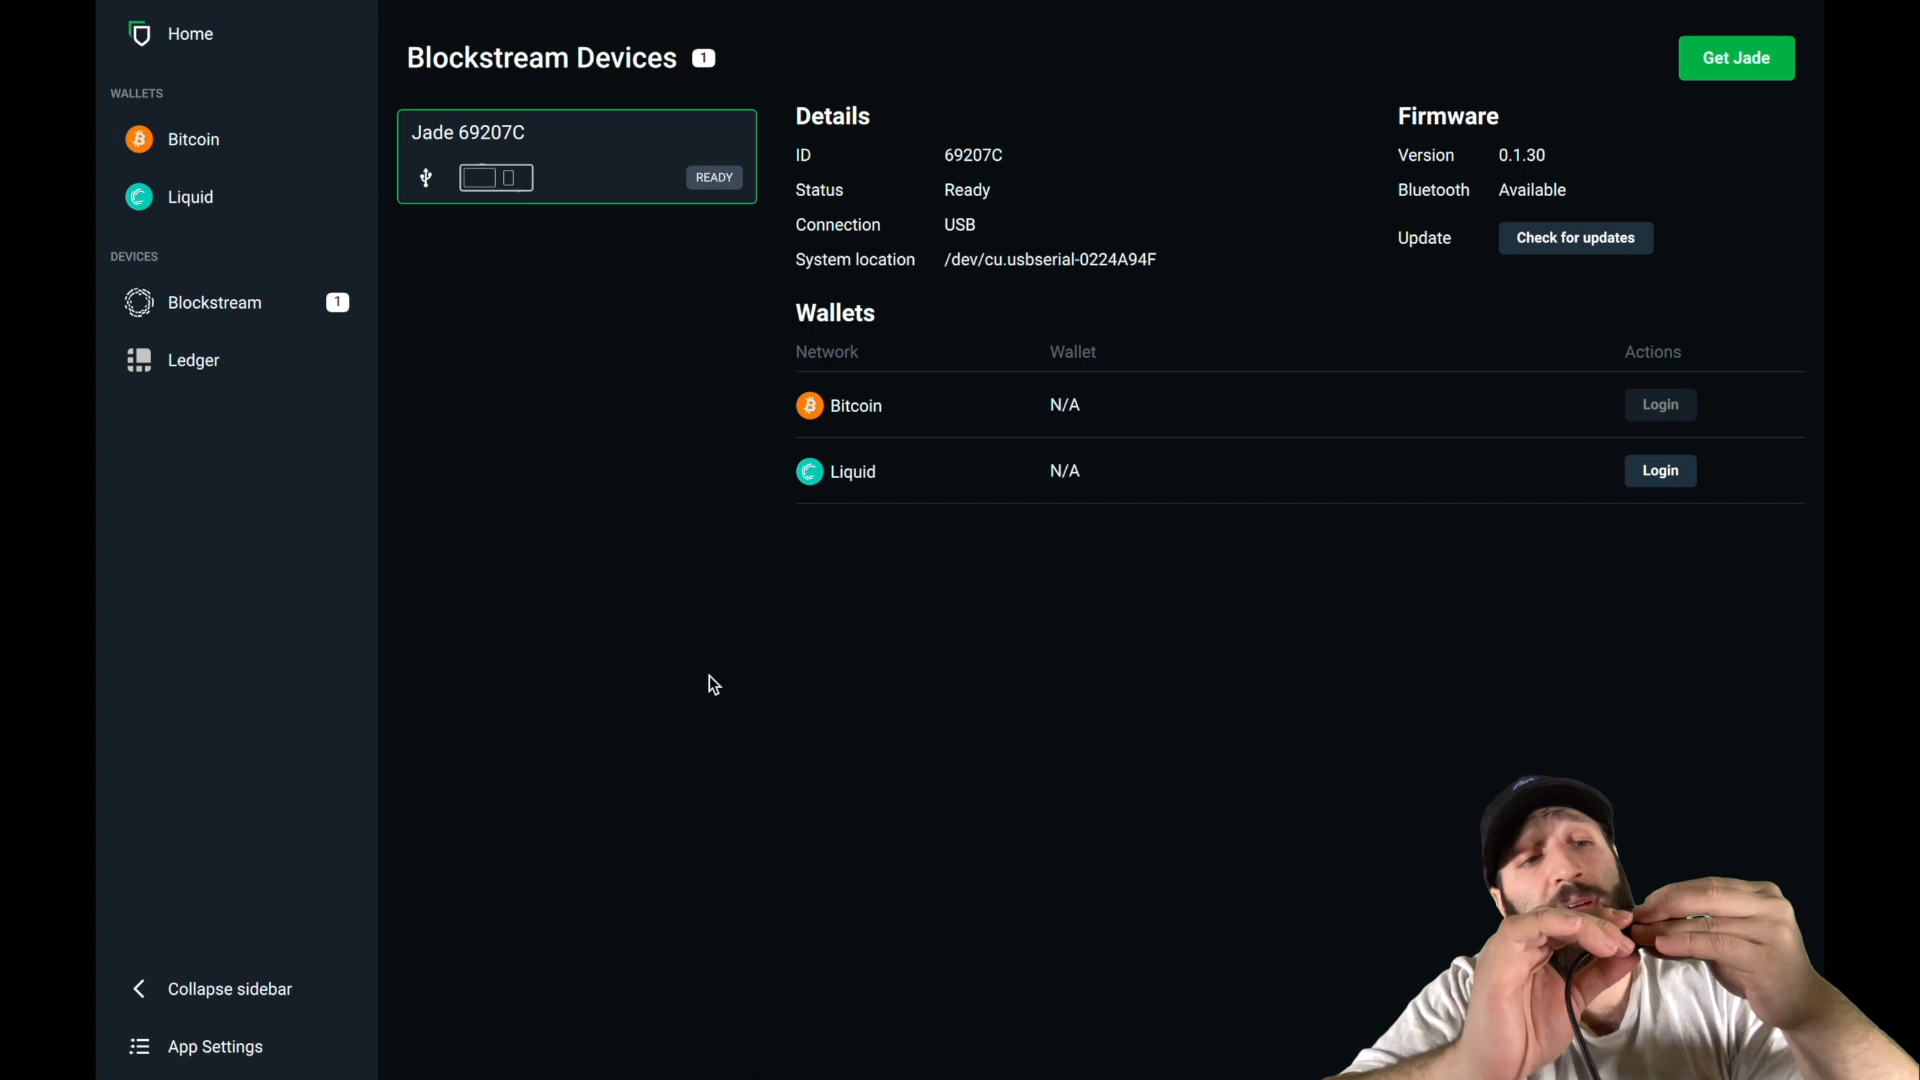 Home
WALLETS
Bitcoin
Liquid
DEVICES
Blockstream 1
Ledger
Collapse sidebar
App Settings
Blockstream Devices 1
Get Jade
Jade 69207C
READY
Details
ID 69207C
Status Ready
Connection USB
System location /dev/cu.usbserial-0224A94F
Firmware
Version 0.1.30
Bluetooth Available
Update Check for updates
Wallets
Network Wallet Actions
Bitcoin N/A Login
Liquid N/A Login